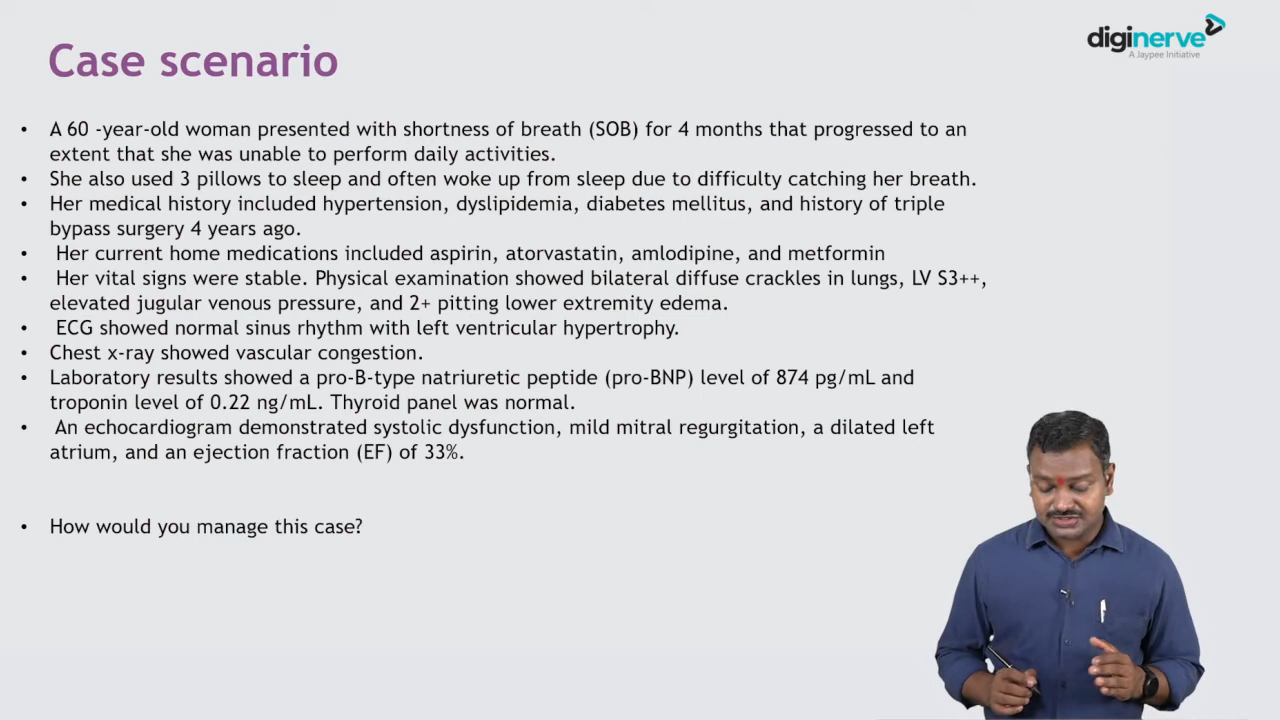 diginerve
A Jaypee Initiative
Case scenario
• A 60 -year-old woman presented with shortness of breath (SOB) for 4 months that progressed to an
extent that she was unable to perform daily activities.
• She also used 3 pillows to sleep and often woke up from sleep due to difficulty catching her breath.
• Her medical history included hypertension, dyslipidemia, diabetes mellitus, and history of triple
bypass surgery 4 years ago.
• Her current home medications included aspirin, atorvastatin, amlodipine, and metformin
• Her vital signs were stable. Physical examination showed bilateral diffuse crackles in lungs, LV S3++,
elevated jugular venous pressure, and 2+ pitting lower extremity edema.
• ECG showed normal sinus rhythm with left ventricular hypertrophy.
• Chest x-ray showed vascular congestion.
• Laboratory results showed a pro-B-type natriuretic peptide (pro-BNP) level of 874 pg/mL and
troponin level of 0.22 ng/mL. Thyroid panel was normal.
• An echocardiogram demonstrated systolic dysfunction, mild mitral regurgitation, a dilated left
atrium, and an ejection fraction (EF) of 33%.
• How would you manage this case?